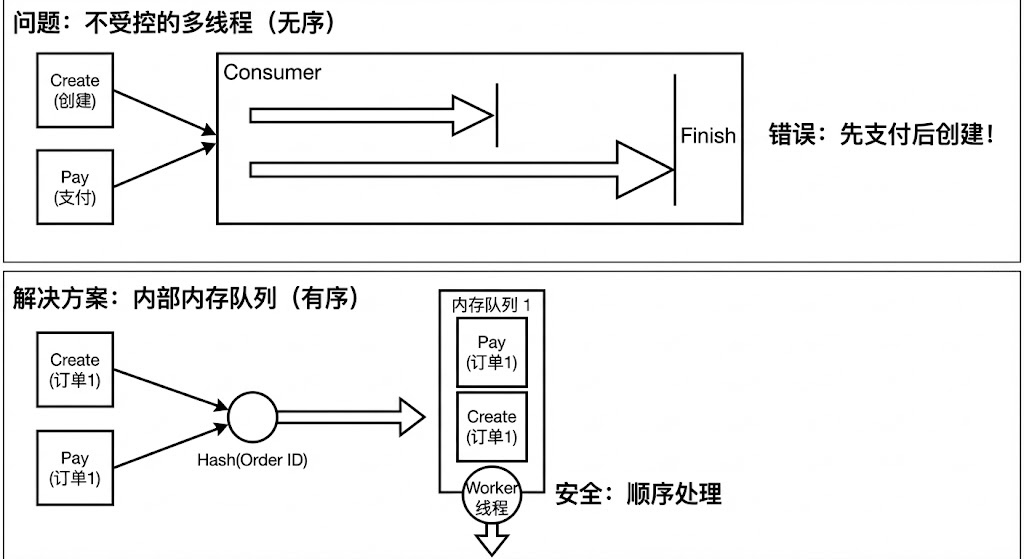 问题：不受控的多线程（无序）
Create
(创建)
Pay
(支付)
Consumer
Finish
错误：先支付后创建！
解决方案：内部内存队列（有序）
Create
(订单1)
Pay
(订单1)
Hash(Order ID)
内存队列 1
Pay
(订单1)
Create
(订单1)
Worker
线程
安全：顺序处理